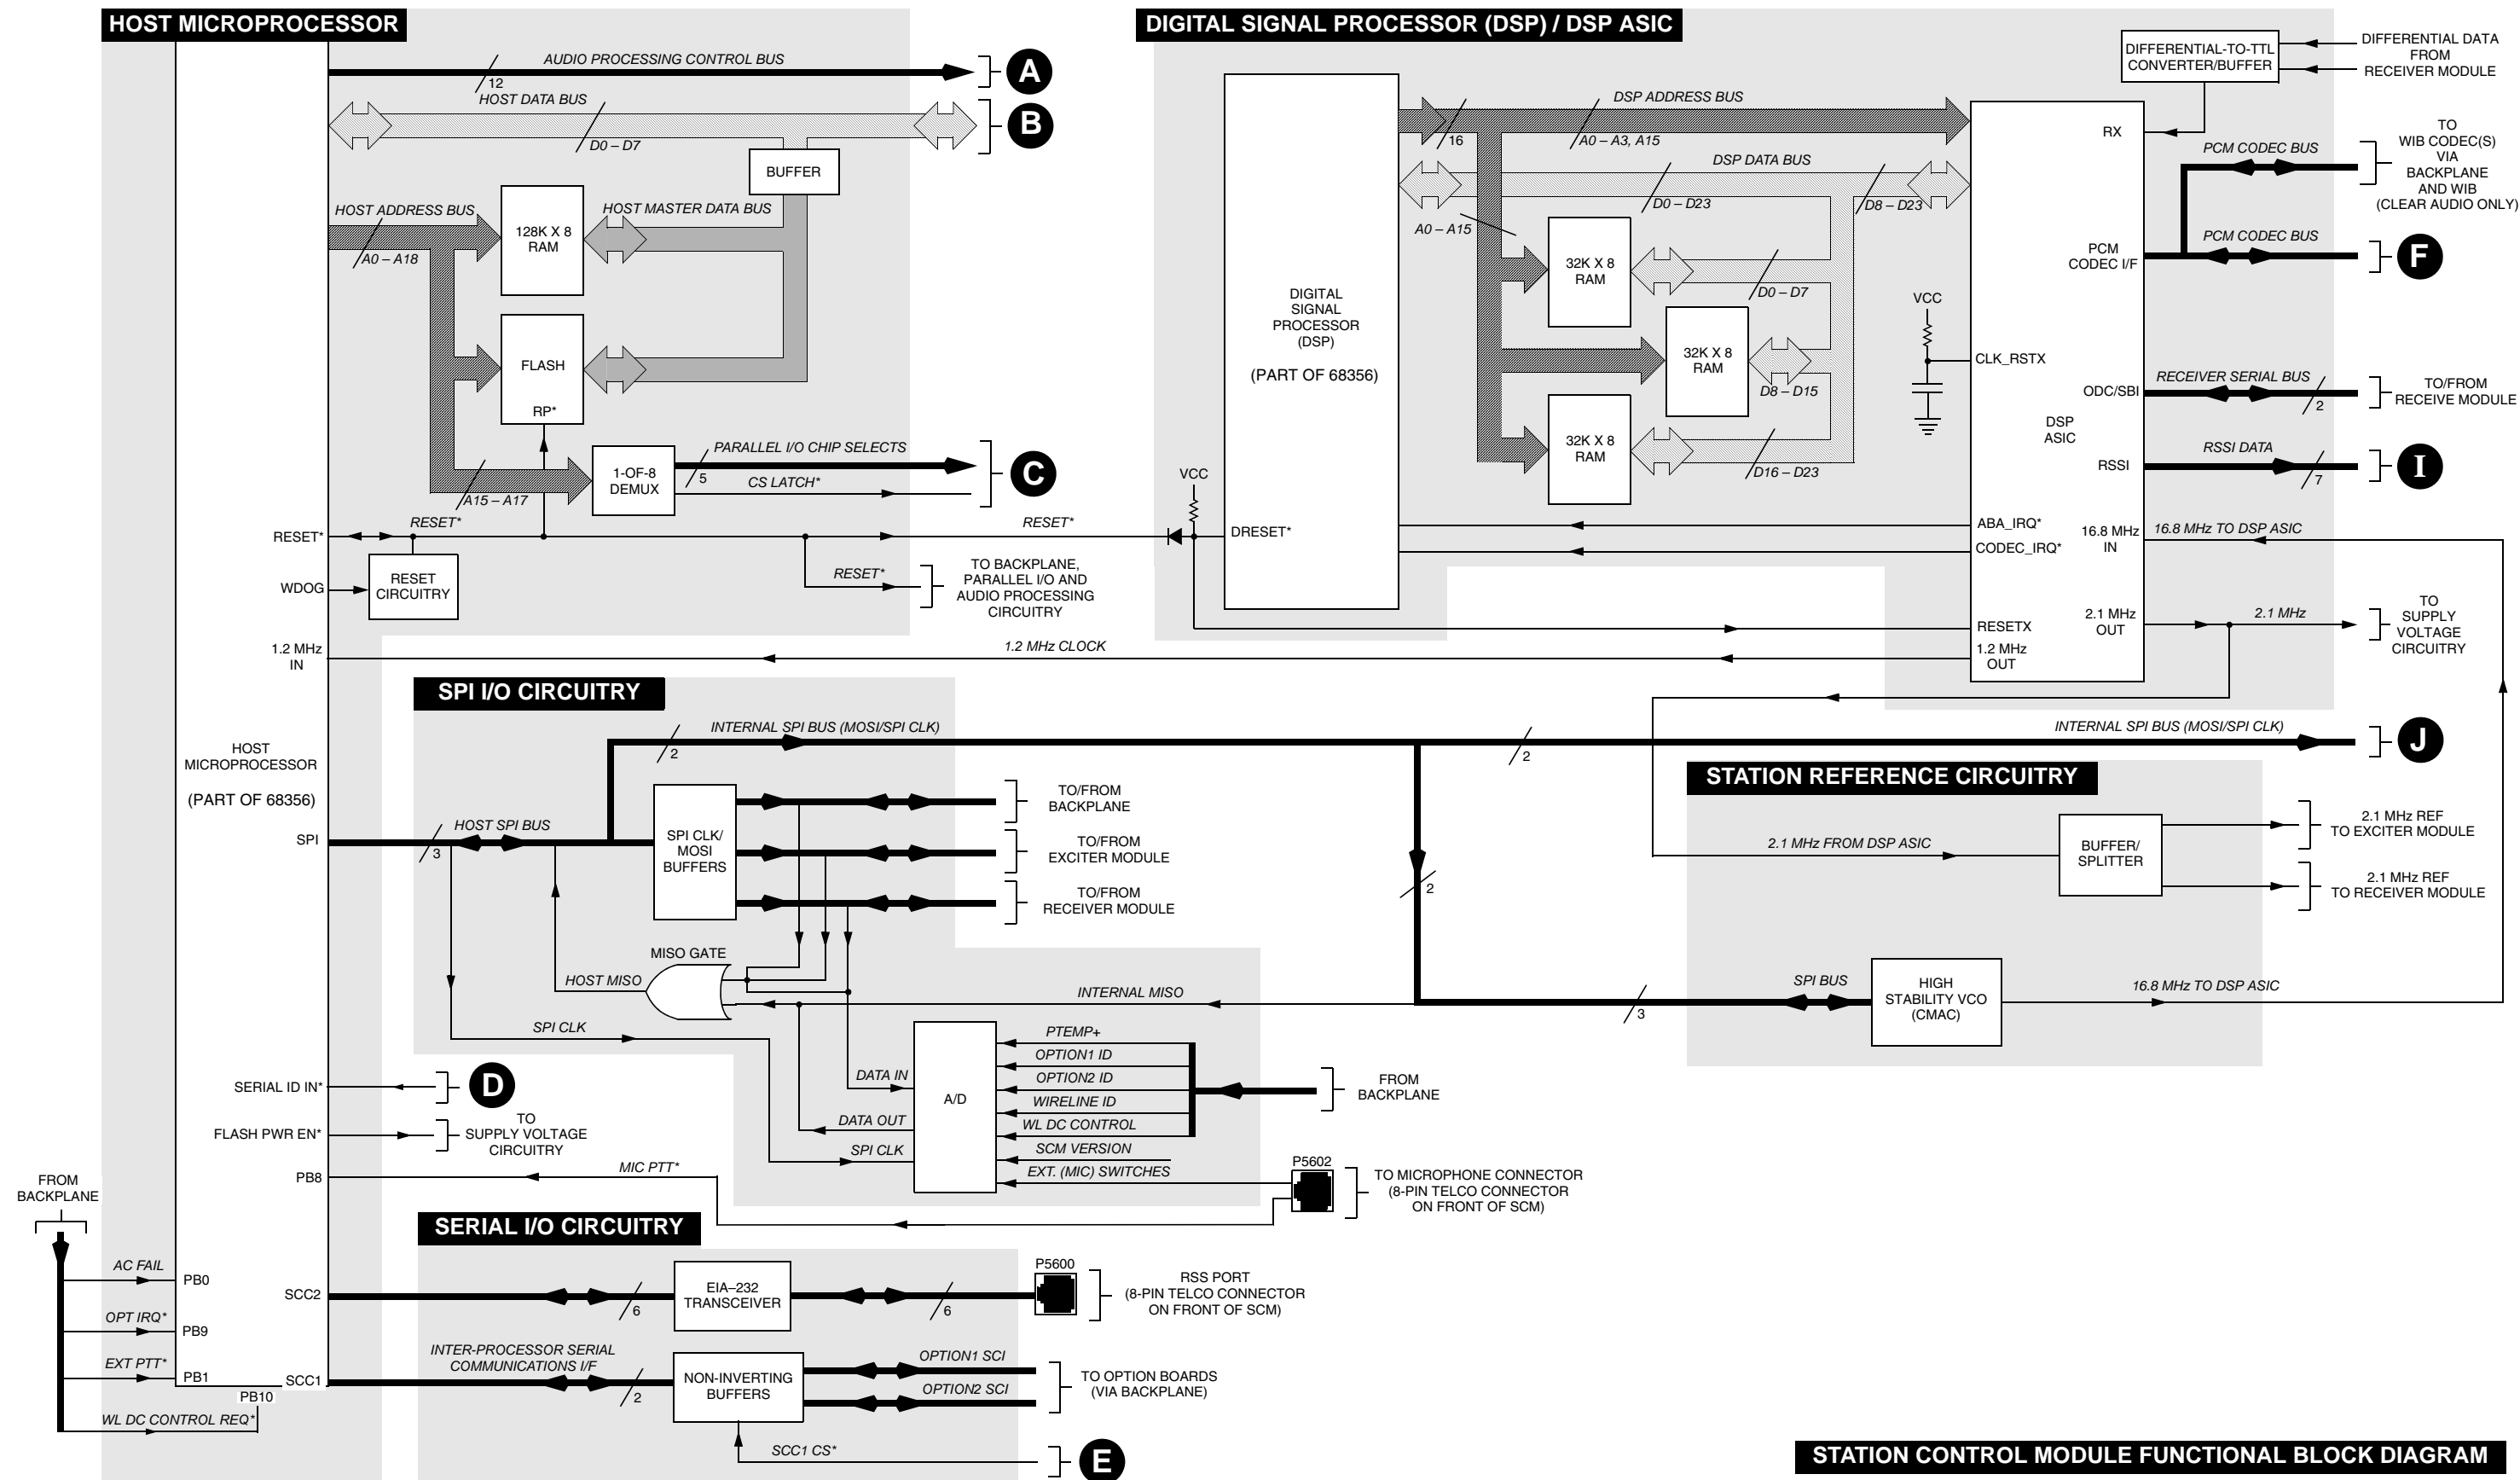 HOST MICROPROCESSOR
AUDIO PROCESSING CONTROL BUS
12
A
HOST DATA BUS
D0 – D7
B
BUFFER
HOST ADDRESS BUS
A0 – A18
128K X 8
RAM
HOST MASTER DATA BUS
FLASH
RP*
A15 – A17
1-OF-8
DEMUX
PARALLEL I/O CHIP SELECTS
5
CS LATCH*
C
RESET*
RESET*
RESET*
WDOG
RESET
CIRCUITRY
RESET*
TO BACKPLANE,
PARALLEL I/O AND
AUDIO PROCESSING
CIRCUITRY
1.2 MHz
IN
1.2 MHz CLOCK
HOST
MICROPROCESSOR
(PART OF 68356)
DIGITAL SIGNAL PROCESSOR (DSP) / DSP ASIC
DIGITAL
SIGNAL
PROCESSOR
(DSP)
(PART OF 68356)
VCC
DRESET*
16
DSP ADDRESS BUS
A0 – A3, A15
DSP DATA BUS
D0 – D23
D8 – D23
A0 – A15
32K X 8
RAM
D0 – D7
32K X 8
RAM
D8 – D15
32K X 8
RAM
D16 – D23
VCC
DIFFERENTIAL-TO-TTL
CONVERTER/BUFFER
DIFFERENTIAL DATA
FROM
RECEIVER MODULE
RX
PCM CODEC BUS
TO
WIB CODEC(S)
VIA
BACKPLANE
AND WIB
(CLEAR AUDIO ONLY)
PCM
CODEC I/F
PCM CODEC BUS
F
CLK_RSTX
ODC/SBI
RECEIVER SERIAL BUS
2
TO/FROM
RECEIVE MODULE
DSP
ASIC
RSSI
RSSI DATA
7
I
ABA_IRQ*
CODEC_IRQ*
16.8 MHz
IN
16.8 MHz TO DSP ASIC
RESETX
1.2 MHz
OUT
2.1 MHz
OUT
2.1 MHz
TO
SUPPLY
VOLTAGE
CIRCUITRY
SPI I/O CIRCUITRY
2
INTERNAL SPI BUS (MOSI/SPI CLK)
2
INTERNAL SPI BUS (MOSI/SPI CLK)
J
SPI
3
HOST SPI BUS
SPI CLK/
MOSI
BUFFERS
TO/FROM
BACKPLANE
TO/FROM
EXCITER MODULE
TO/FROM
RECEIVER MODULE
2
MISO GATE
HOST MISO
INTERNAL MISO
SPI CLK
3
DATA IN
DATA OUT
SPI CLK
A/D
PTEMP+
OPTION1 ID
OPTION2 ID
WIRELINE ID
WL DC CONTROL
SCM VERSION
EXT. (MIC) SWITCHES
FROM
BACKPLANE
STATION REFERENCE CIRCUITRY
2.1 MHz FROM DSP ASIC
BUFFER/
SPLITTER
2.1 MHz REF
TO EXCITER MODULE
2.1 MHz REF
TO RECEIVER MODULE
SPI BUS
HIGH
STABILITY VCO
(CMAC)
16.8 MHz TO DSP ASIC
SERIAL ID IN*
D
FLASH PWR EN*
TO
SUPPLY VOLTAGE
CIRCUITRY
PB8
MIC PTT*
P5602
TO MICROPHONE CONNECTOR
(8-PIN TELCO CONNECTOR
ON FRONT OF SCM)
FROM
BACKPLANE
AC FAIL
PB0
OPT IRQ*
PB9
EXT PTT*
PB1
PB10
WL DC CONTROL REQ*
SERIAL I/O CIRCUITRY
SCC2
6
EIA–232
TRANSCEIVER
6
P5600
RSS PORT
(8-PIN TELCO CONNECTOR
ON FRONT OF SCM)
SCC1
INTER-PROCESSOR SERIAL
COMMUNICATIONS I/F
2
NON-INVERTING
BUFFERS
OPTION1 SCI
OPTION2 SCI
TO OPTION BOARDS
(VIA BACKPLANE)
SCC1 CS*
E
STATION CONTROL MODULE FUNCTIONAL BLOCK DIAGRAM